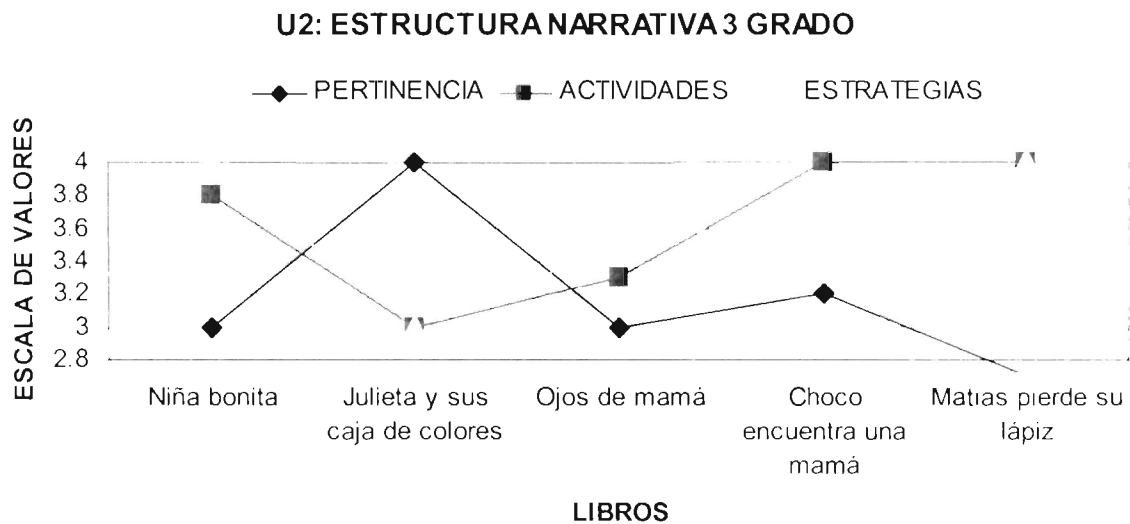 U2: ESTRUCTURA NARRATIVA 3 GRADO
PERTINENCIA ACTIVIDADES ESTRATEGIAS
ESCALA DE VALORES
4
3.8
3.6
3.4
3.2
3
2.8
Niña bonita
Julieta y sus
caja de colores
Ojos de mamá
Choco
encuentra una
mamá
Matias pierde su
lápiz
LIBROS